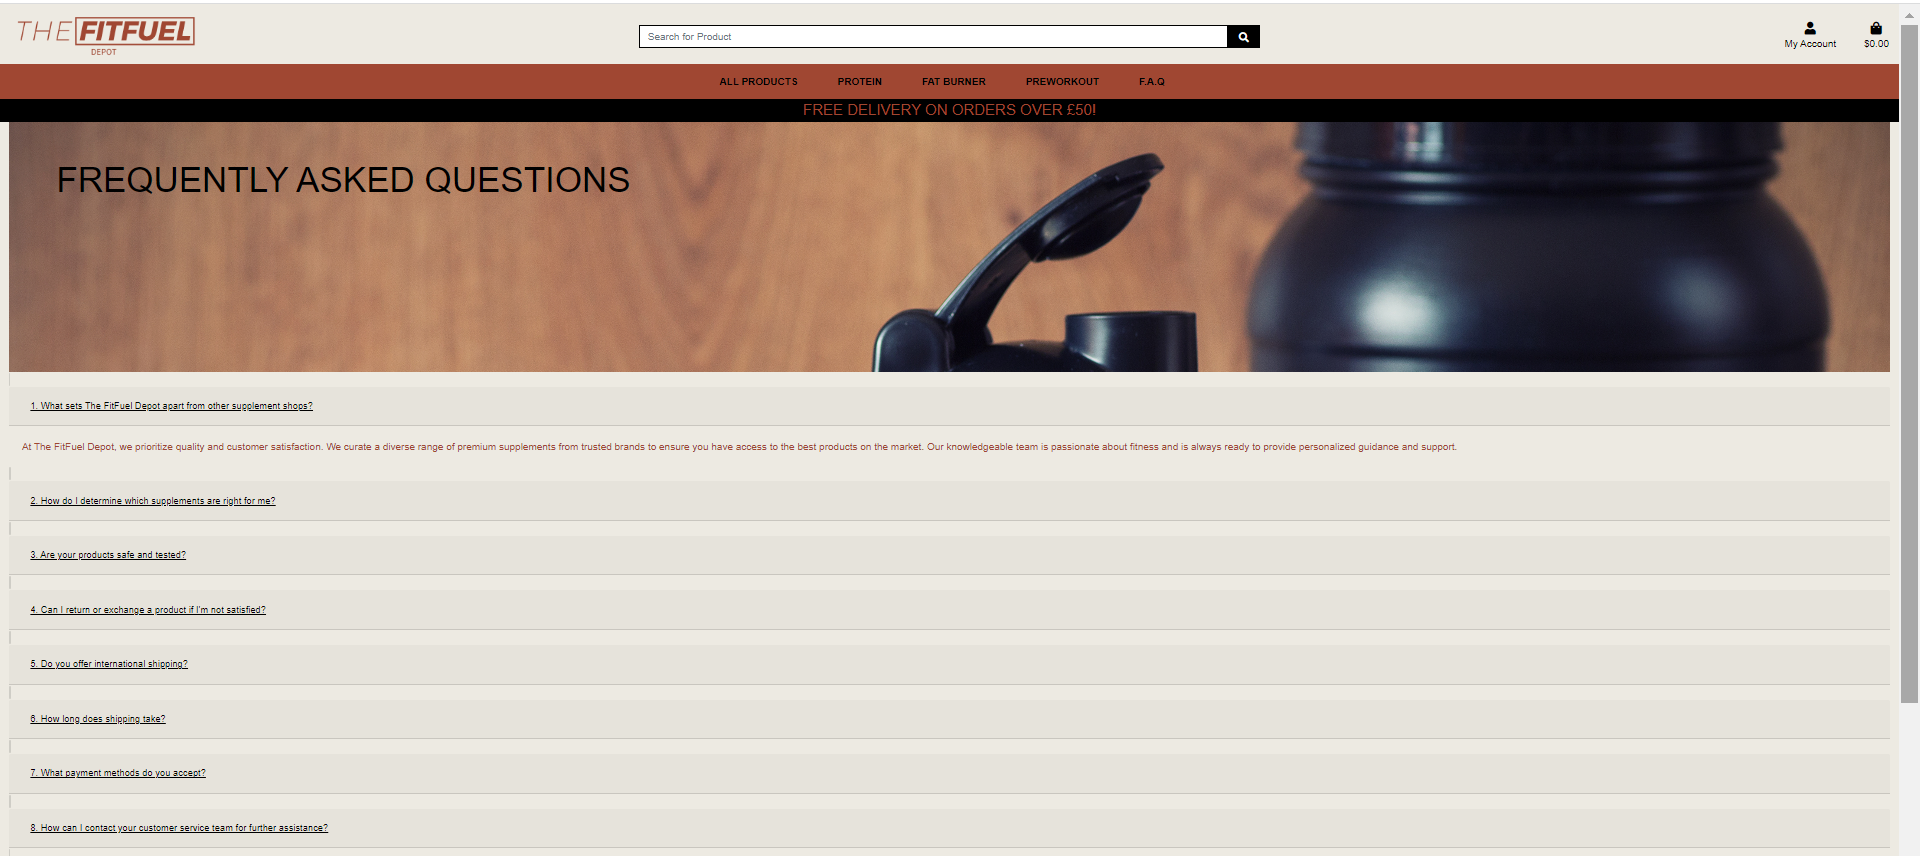 THE FITFUEL
DEPOT
Search for Product
My Account
$0.00
ALL PRODUCTS PROTEIN FAT BURNER PREWORKOUT F.A.Q
FREE DELIVERY ON ORDERS OVER £50!
FREQUENTLY ASKED QUESTIONS
1. What sets The FitFuel Depot apart from other supplement shops?
At The FitFuel Depot, we prioritize quality and customer satisfaction. We curate a diverse range of premium supplements from trusted brands to ensure you have access to the best products on the market. Our knowledgeable team is passionate about fitness and is always ready to provide personalized guidance and support.
2. How do I determine which supplements are right for me?
3. Are your products safe and tested?
4. Can I return or exchange a product if I'm not satisfied?
5. Do you offer international shipping?
6. How long does shipping take?
7. What payment methods do you accept?
8. How can I contact your customer service team for further assistance?